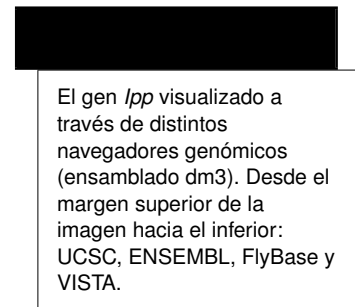 El gen Ipp visualizado a
través de distintos
navegadores genómicos
(ensamblado dm3). Desde el
margen superior de la
imagen hacia el inferior:
UCSC, ENSEMBL, FlyBase y
VISTA.